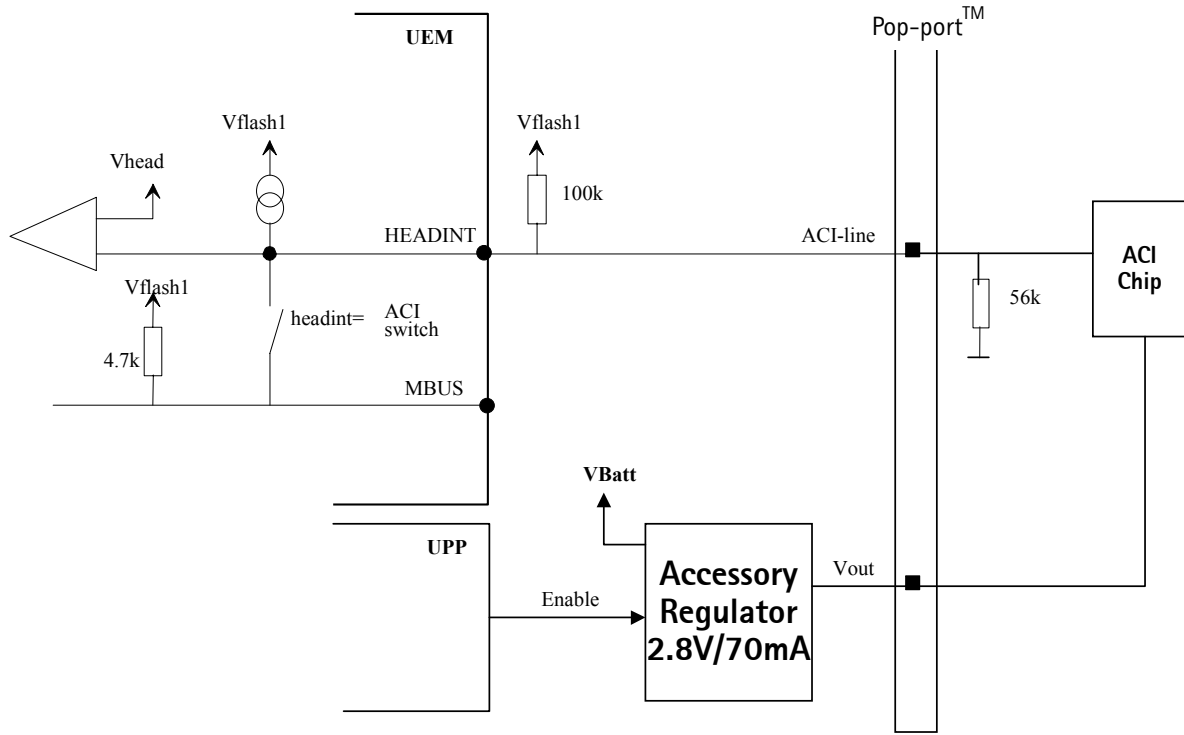 UEM
Pop-port™
Vflash1
Vflash1
Vhead
100k
HEADINT
ACI-line
ACI
Chip
Vflash1
headint= ACI
switch
56k
4.7k
MBUS
VBatt
UPP
Accessory
Regulator
2.8V/70mA
Vout
Enable